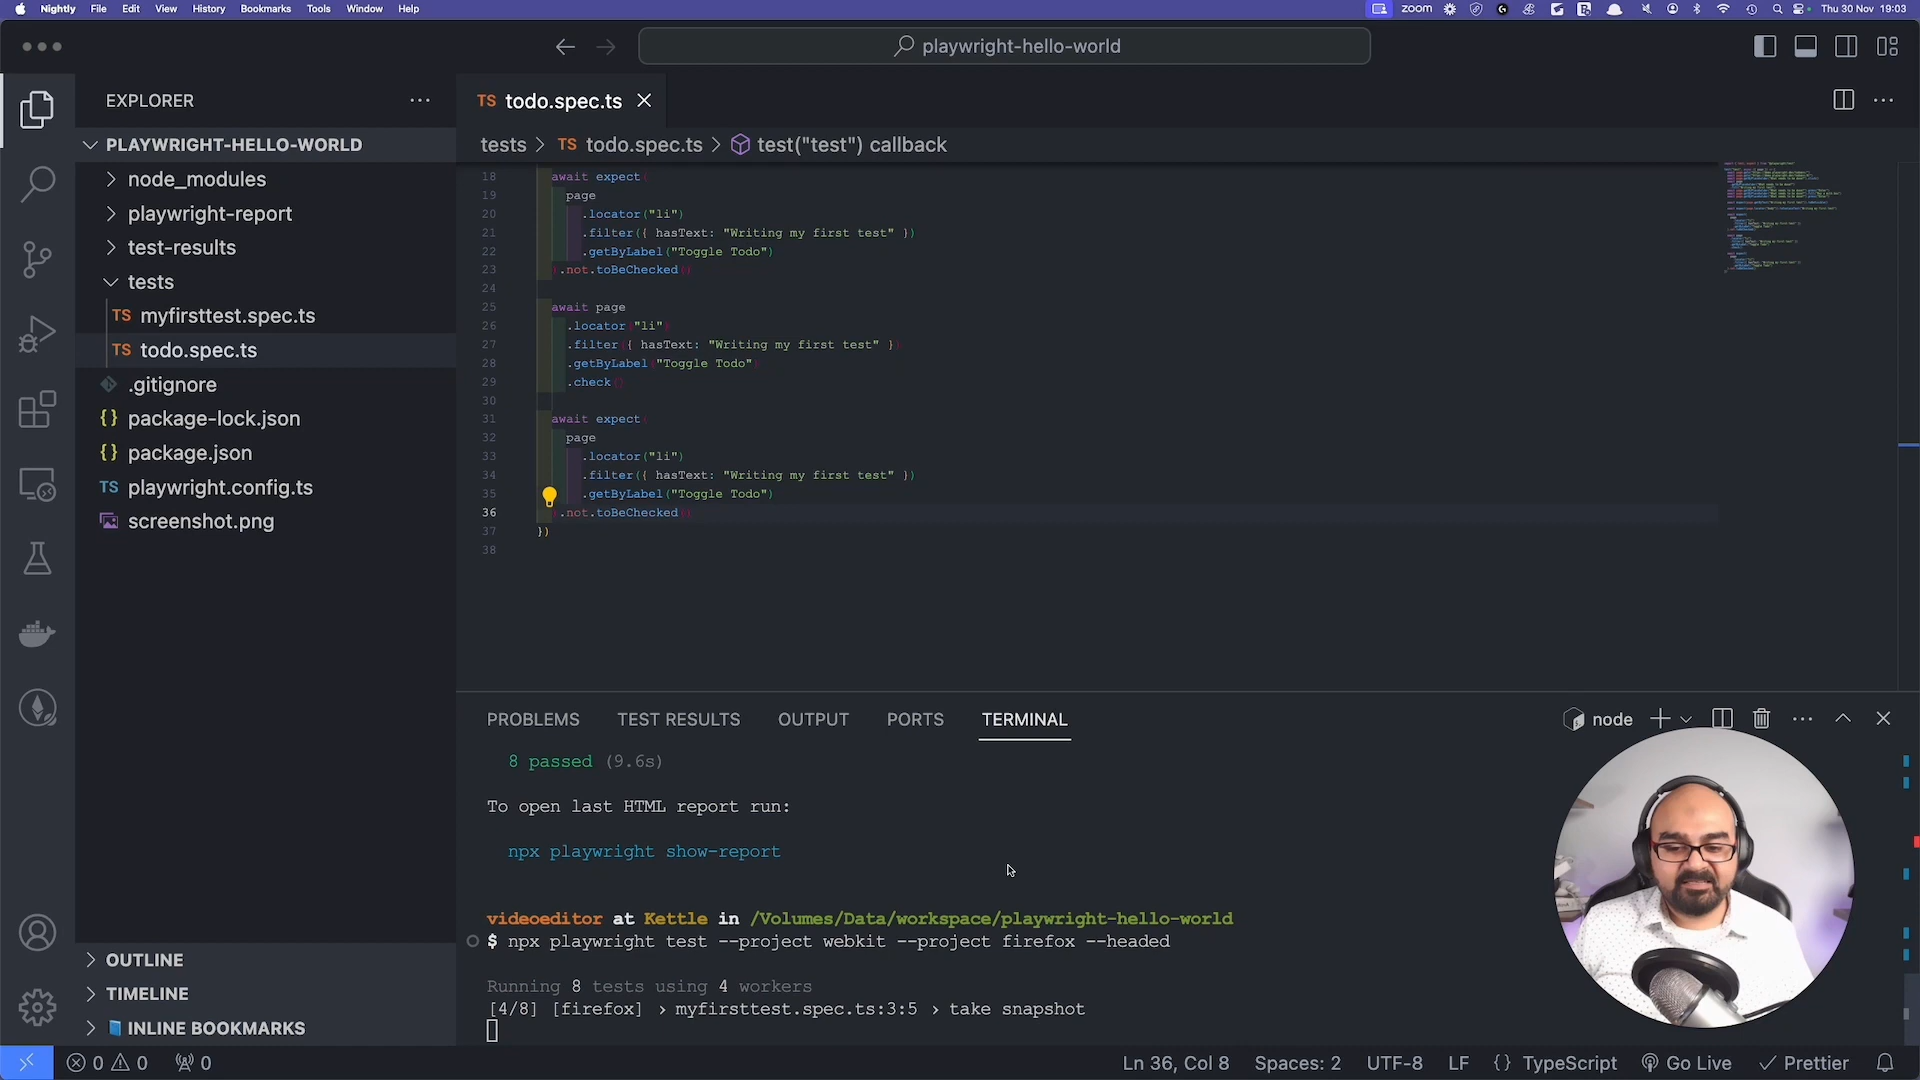 Nightly File Edit View History Bookmarks Tools Window Help
zoom
Thu 30 Nov 19:03
playwright-hello-world
EXPLORER
PLAYWRIGHT-HELLO-WORLD
node_modules
playwright-report
test-results
tests
TS myfirsttest.spec.ts
TS todo.spec.ts
.gitignore
{} package-lock.json
{} package.json
TS playwright.config.ts
screenshot.png
OUTLINE
TIMELINE
INLINE BOOKMARKS
TS todo.spec.ts
tests > TS todo.spec.ts > test("test") callback
18 await expect(
19 page
20 .locator("li")
21 .filter({ hasText: "Writing my first test" })
22 .getByLabel("Toggle Todo")
23 ).not.toBeChecked()
24
25 await page
26 .locator("li")
27 .filter({ hasText: "Writing my first test" })
28 .getByLabel("Toggle Todo")
29 .check()
30
31 await expect(
32 page
33 .locator("li")
34 .filter({ hasText: "Writing my first test" })
35 .getByLabel("Toggle Todo")
36 ).not.toBeChecked()
37 })
38
PROBLEMS TEST RESULTS OUTPUT PORTS TERMINAL
node
8 passed (9.6s)
To open last HTML report run:
npx playwright show-report
videoeditor at Kettle in /Volumes/Data/workspace/playwright-hello-world
$ npx playwright test --project webkit --project firefox --headed
Running 8 tests using 4 workers
[4/8] [firefox] › myfirsttest.spec.ts:3:5 › take snapshot
0 0 0
Ln 36, Col 8 Spaces: 2 UTF-8 LF {} TypeScript Go Live Prettier